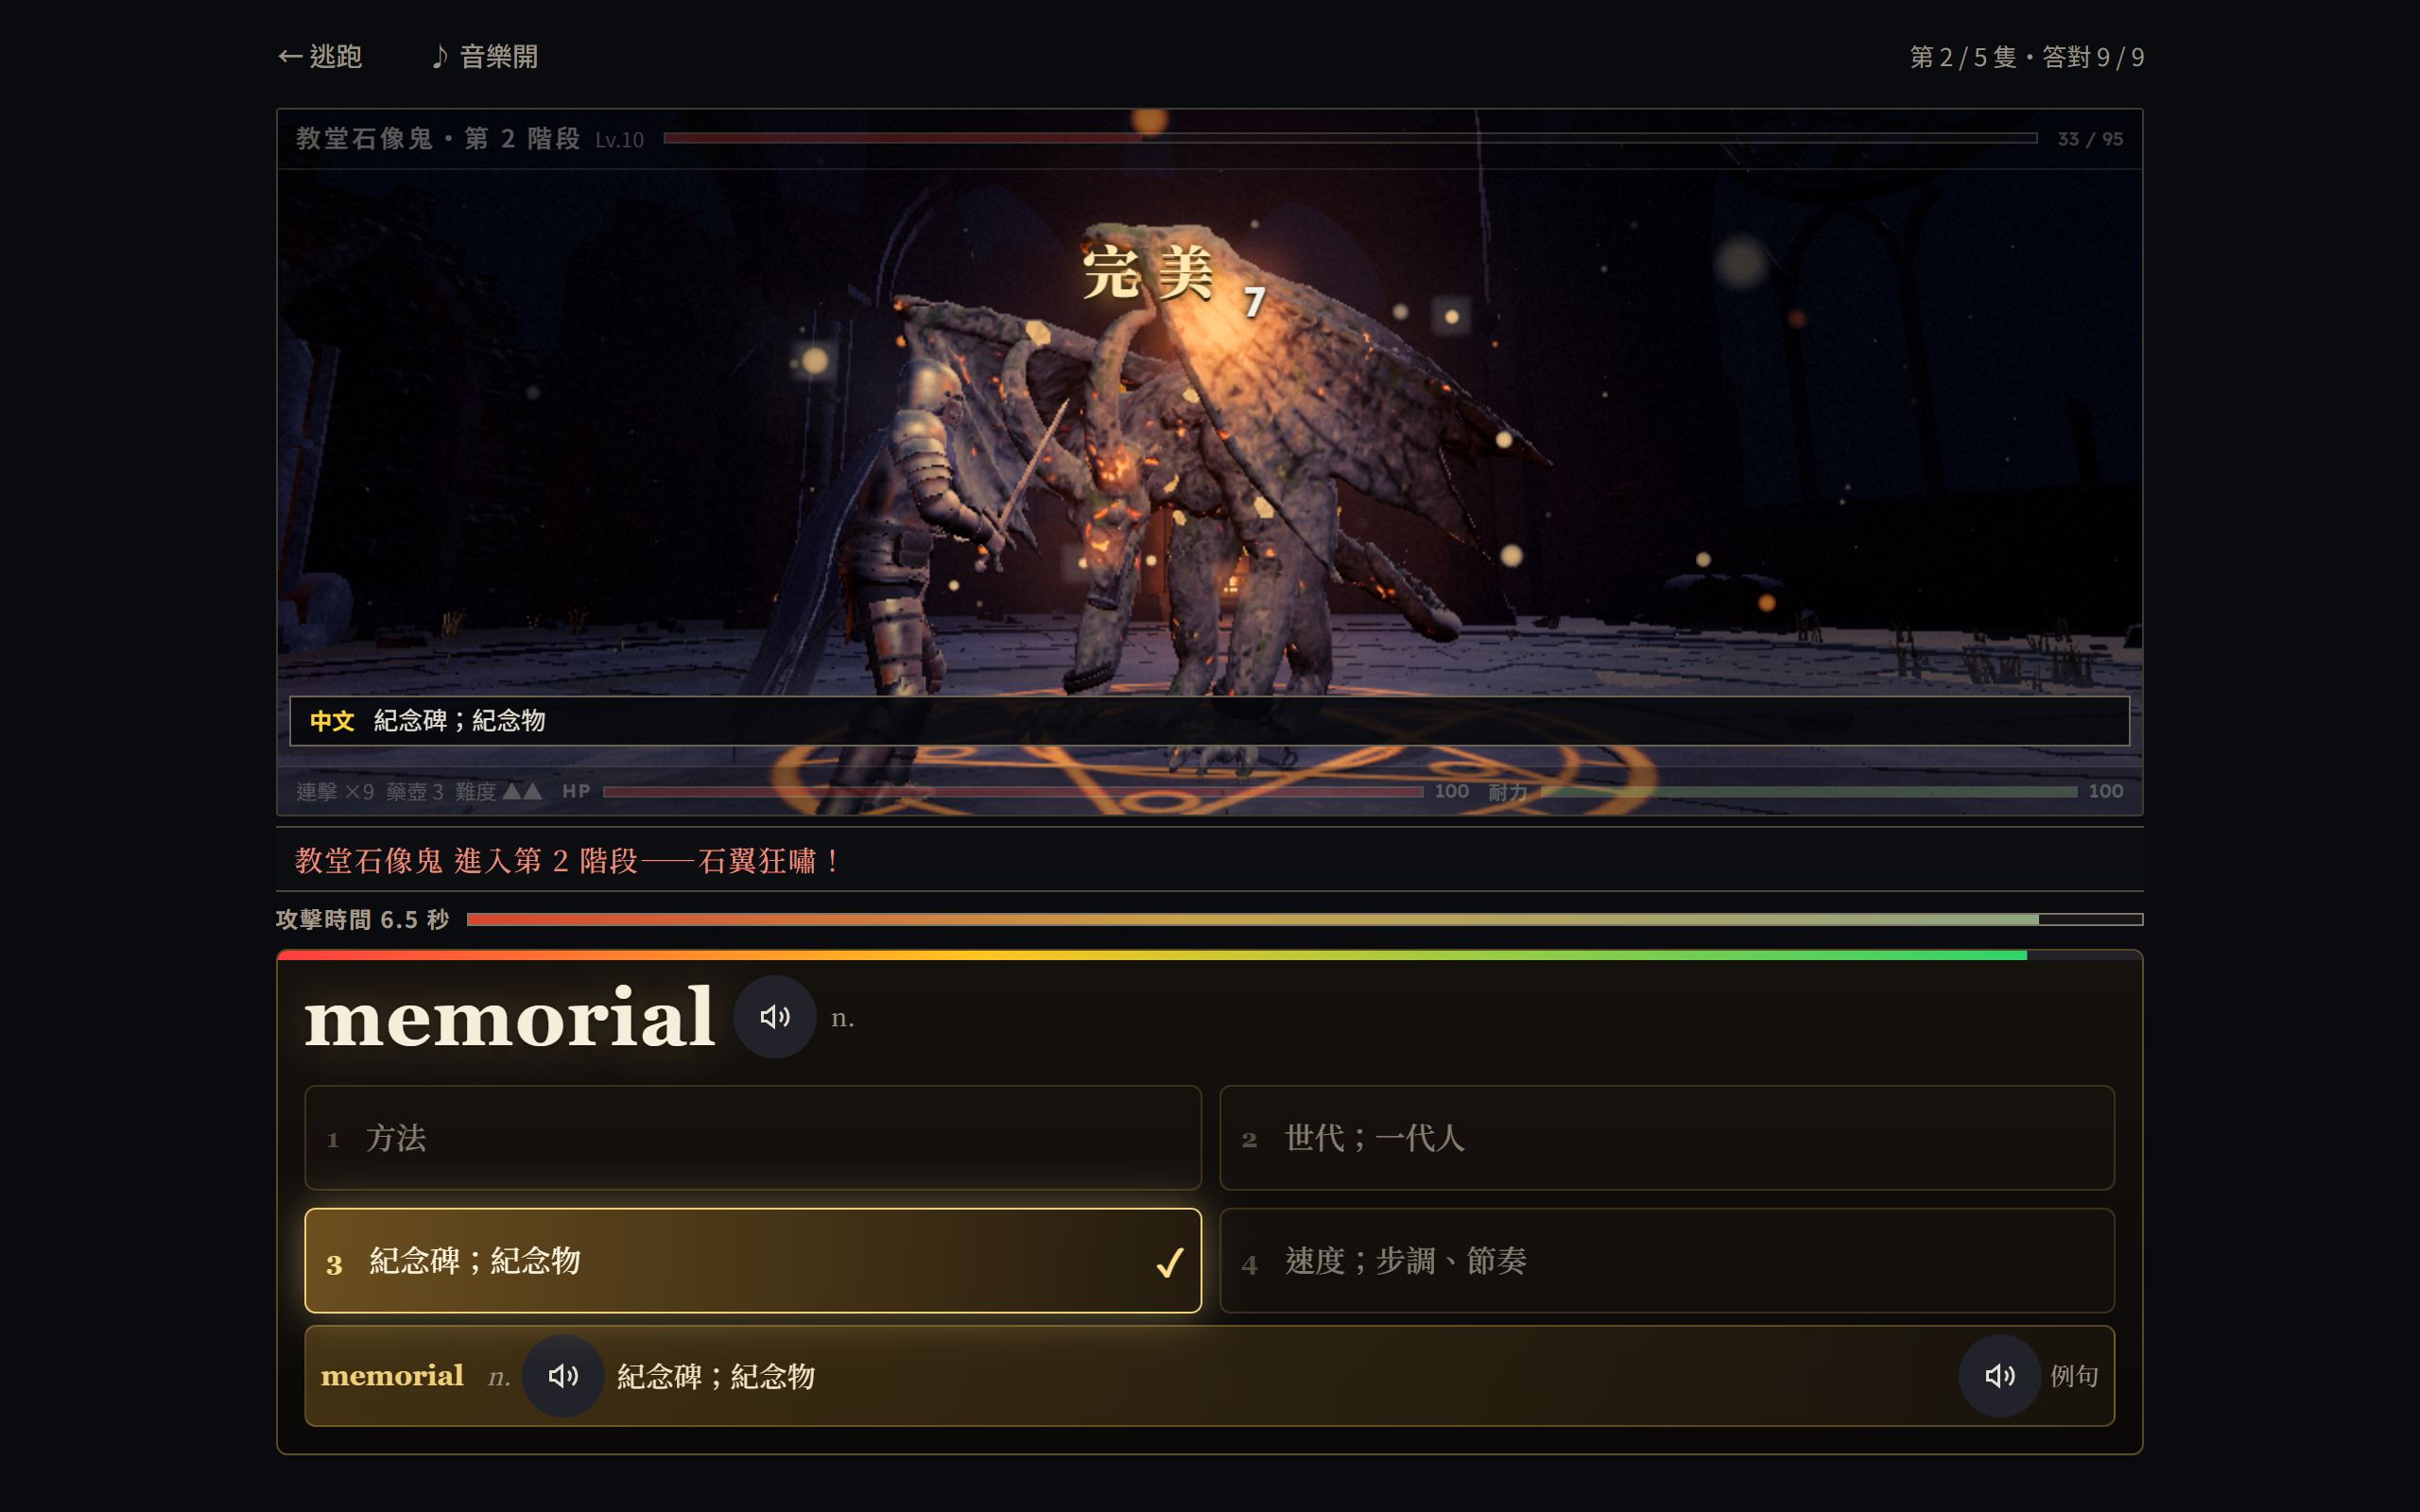 ← 逃跑 ♪ 音樂開 第 2 / 5 隻・答對 9 / 9
教堂石像鬼・第 2 階段 Lv.10 33 / 95
完美 7
中文 紀念碑；紀念物
連擊 ×9 藥壺 3 難度 ▲▲ HP 100 耐力 100
教堂石像鬼 進入第 2 階段——石翼狂嘯！
攻擊時間 6.5 秒
memorial n.
1 方法
2 世代；一代人
3 紀念碑；紀念物 ✓
4 速度；步調、節奏
memorial n. 紀念碑；紀念物 例句